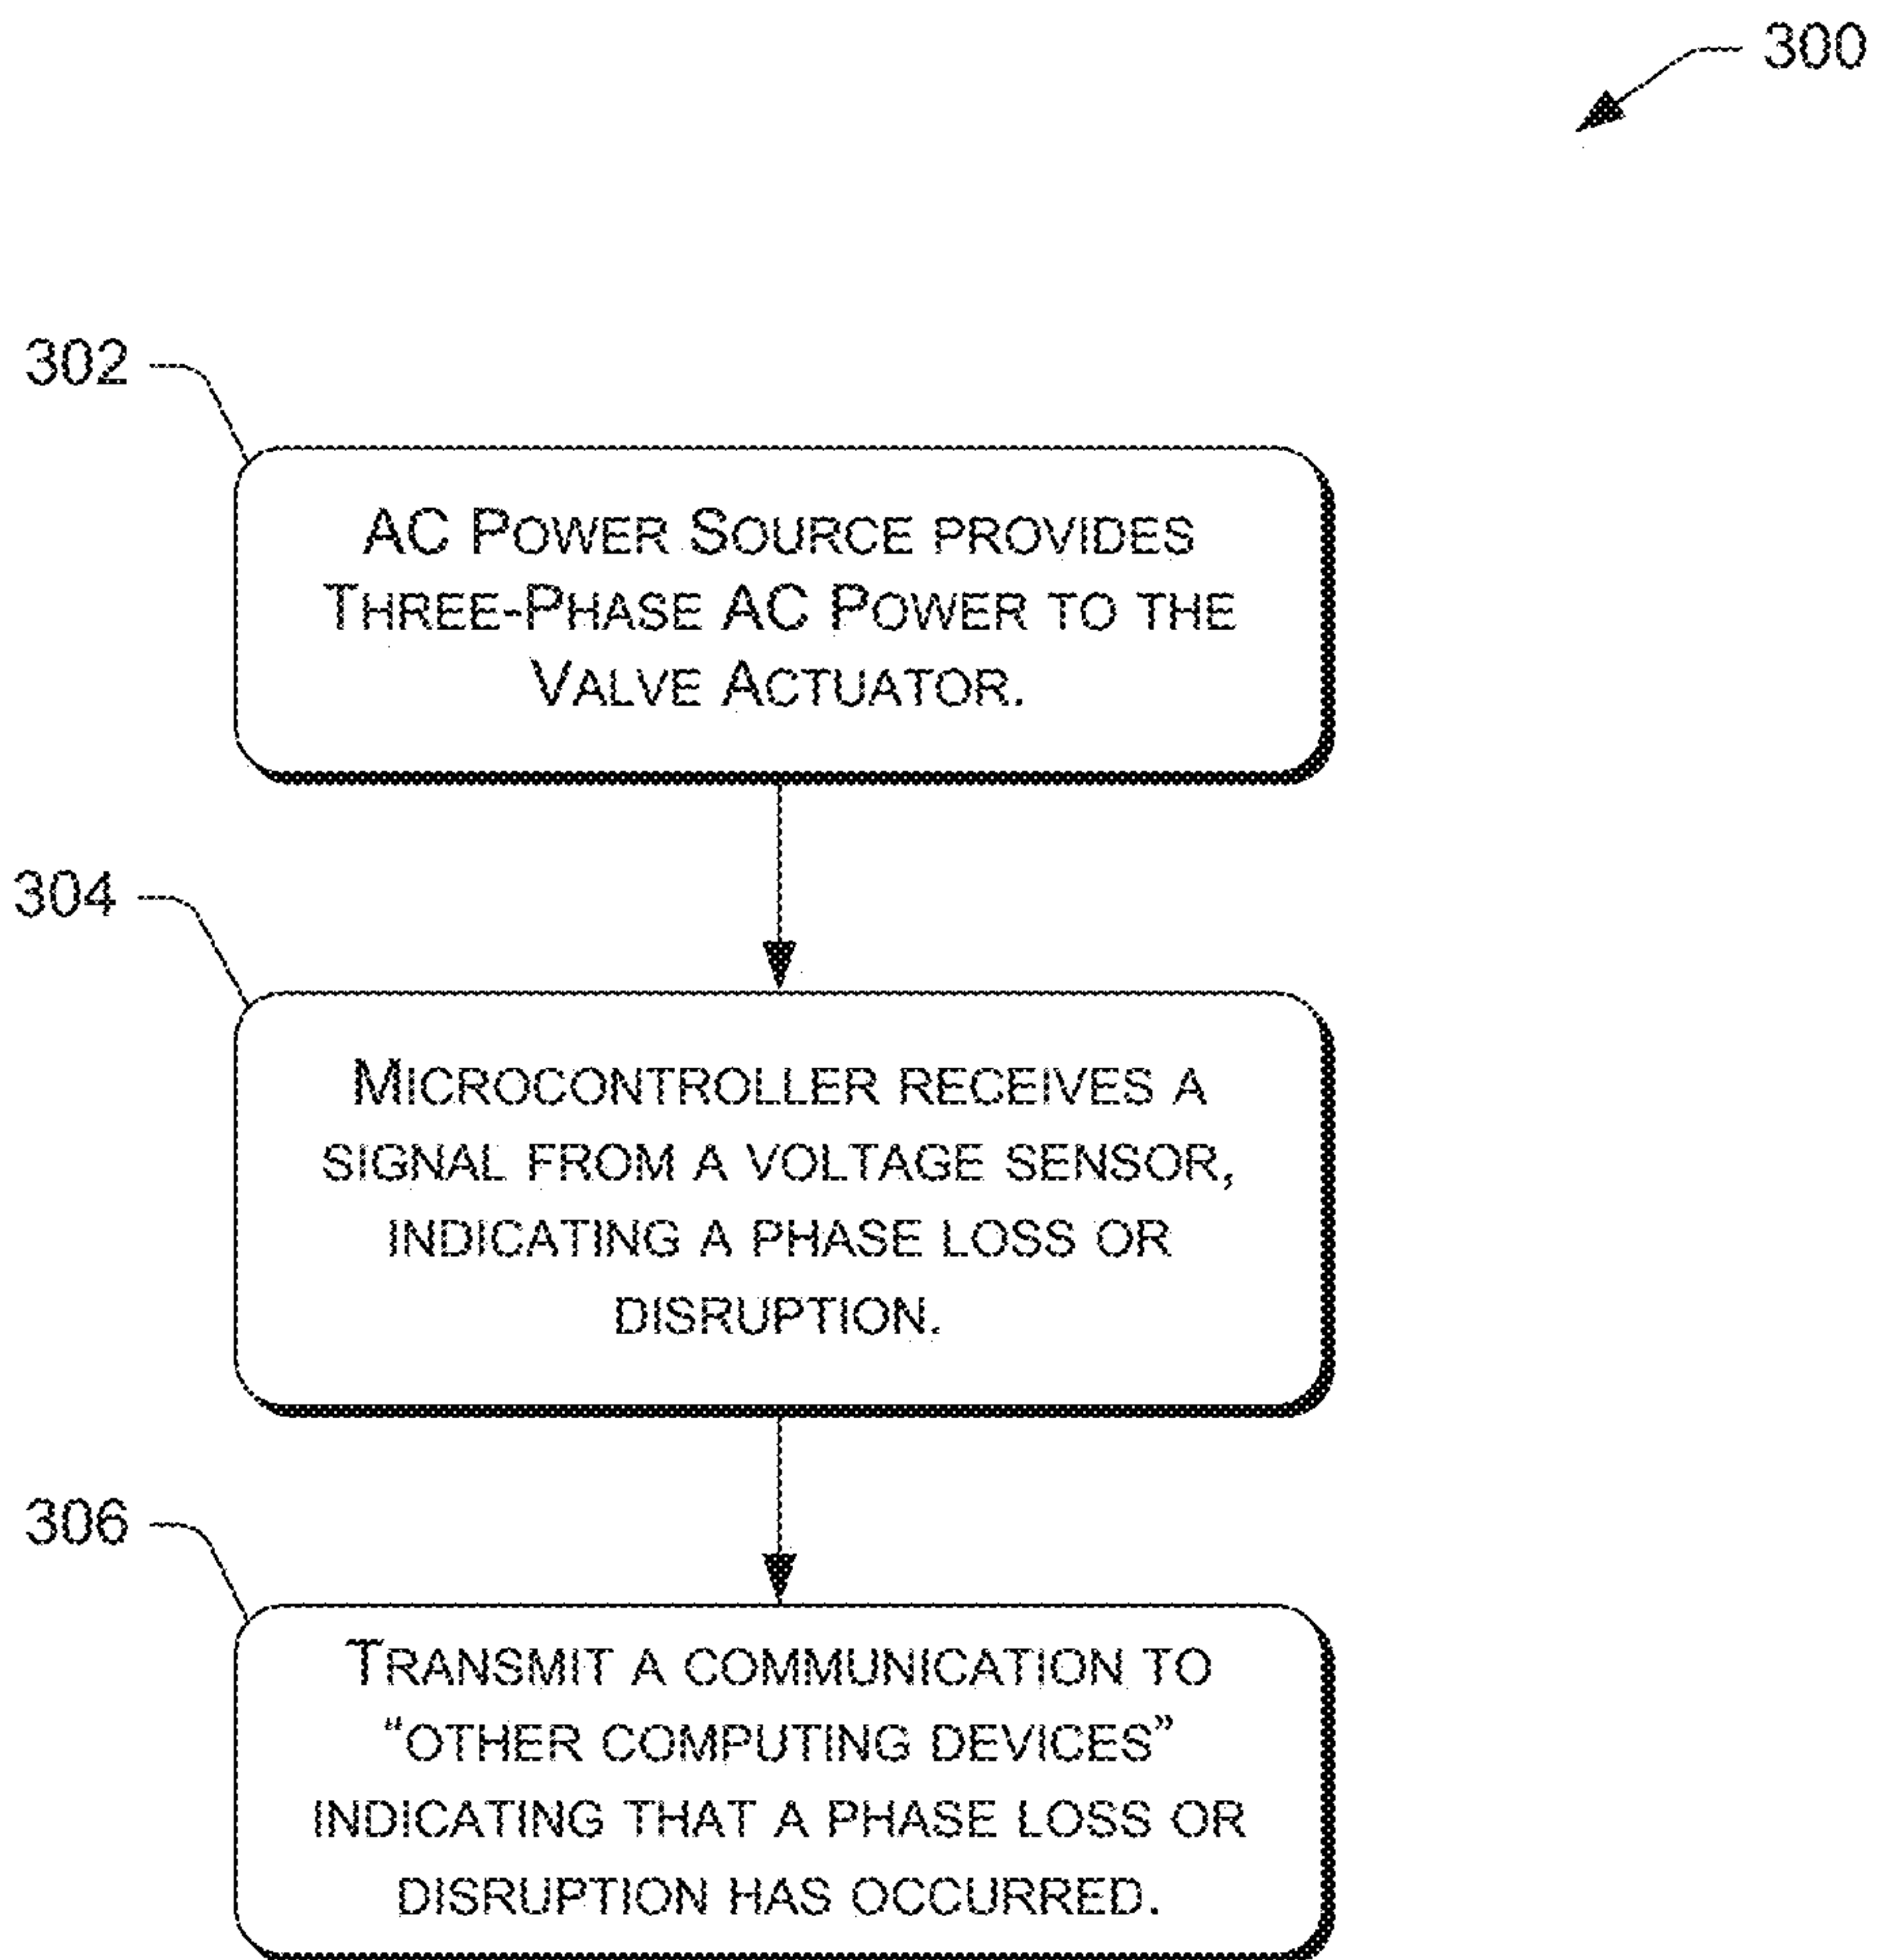 300
302
AC POWER SOURCE PROVIDES
THREE-PHASE AC POWER TO THE
VALVE ACTUATOR.
304
MICROCONTROLLER RECEIVES A
SIGNAL FROM A VOLTAGE SENSOR,
INDICATING A PHASE LOSS OR
DISRUPTION.
306
TRANSMIT A COMMUNICATION TO
“OTHER COMPUTING DEVICES”
INDICATING THAT A PHASE LOSS OR
DISRUPTION HAS OCCURRED.